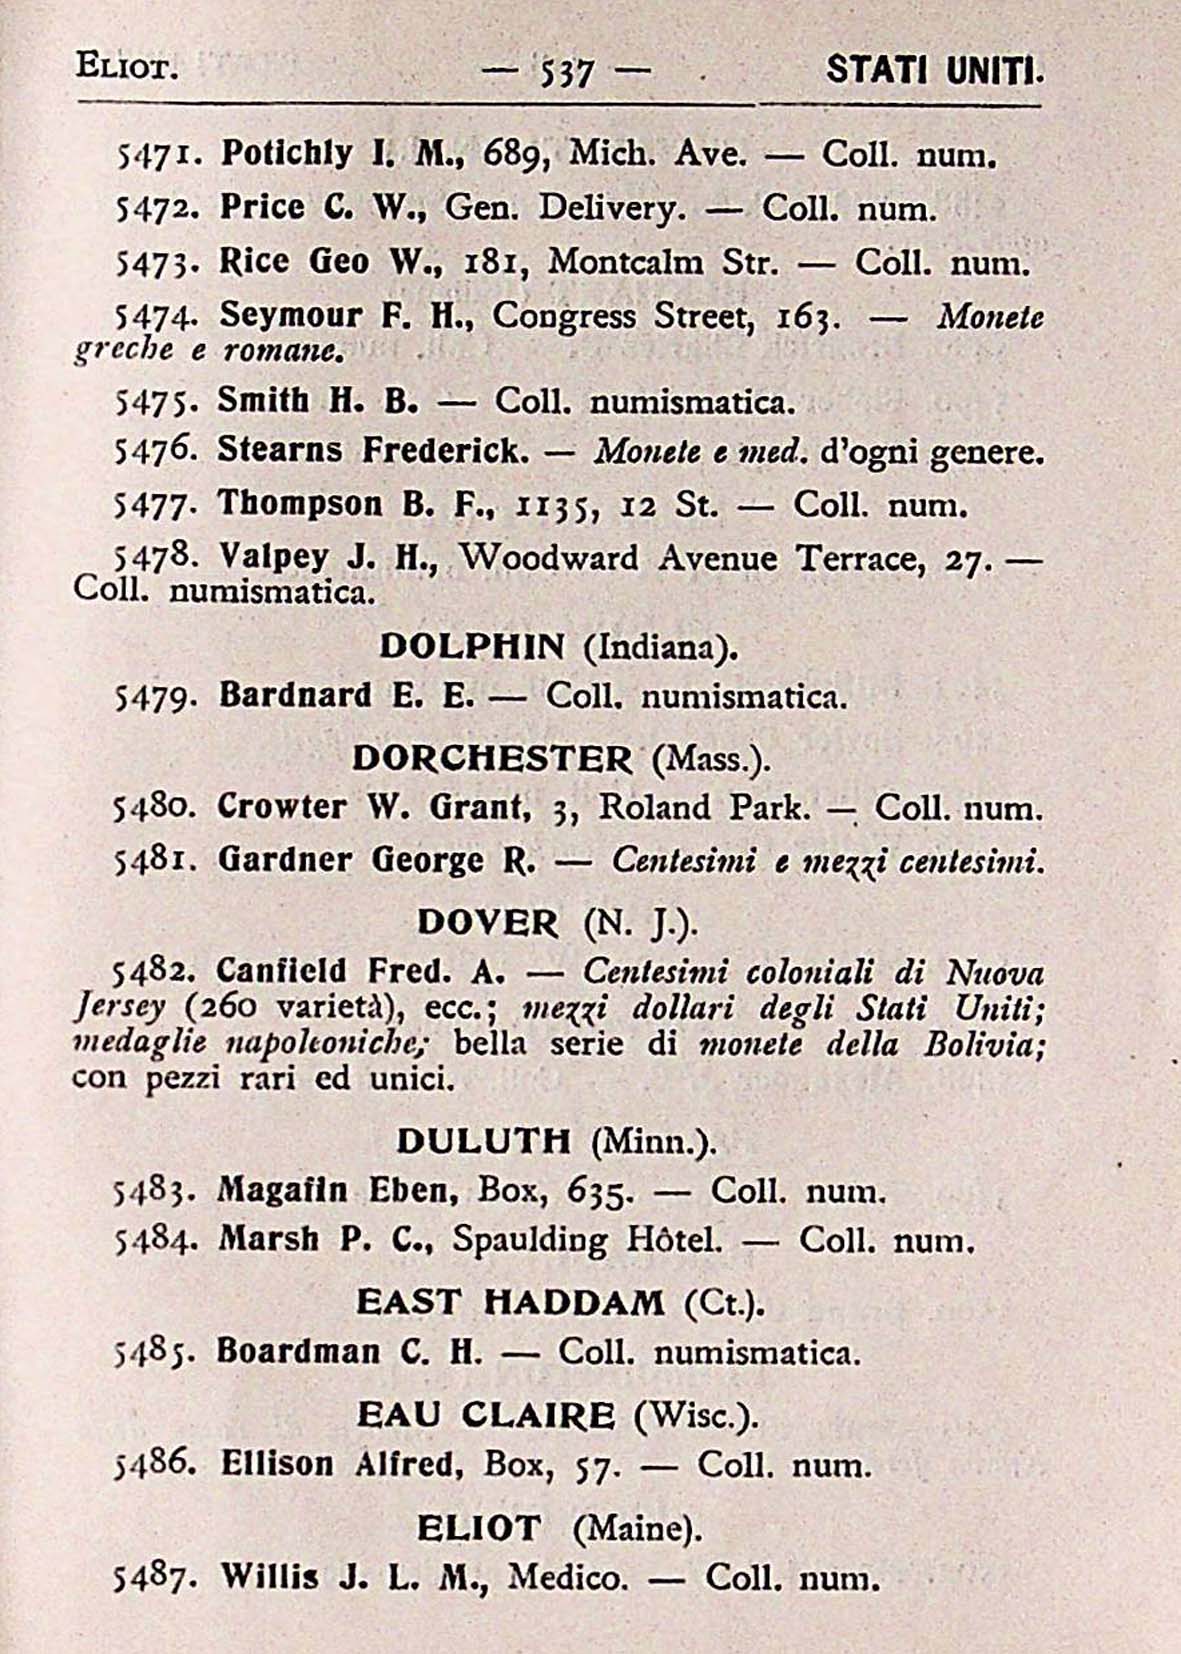 ELIOT. — 537 — STATI UNITI.
5471. Potichly I. M., 689, Mich. Ave. — Coll. num.
5472. Price C. W., Gen. Delivery. — Coll. num.
5473. Rice Geo W., 181, Montcalm Str. — Coll. num.
5474. Seymour F. H., Congress Street, 163. — Monete
greche e romane.
5475. Smith H. B. — Coll. numismatica.
5476. Stearns Frederick. — Monete e med. d'ogni genere.
5477. Thompson B. F., 1135, 12 St. — Coll. num.
5478. Valpey J. H., Woodward Avenue Terrace, 27. —
Coll. numismatica.
DOLPHIN (Indiana).
5479. Bardnard E. E. — Coll. numismatica.
DORCHESTER (Mass.).
5480. Crowter W. Grant, 3, Roland Park. — Coll. num.
5481. Gardner George R. — Centesimi e mezzi centesimi.
DOVER (N. J.).
5482. Canfield Fred. A. — Centesimi coloniali di Nuova
Jersey (260 varietà), ecc.; mezzi dollari degli Stati Uniti;
medaglie napoleoniche; bella serie di monete della Bolivia;
con pezzi rari ed unici.
DULUTH (Minn.).
5483. Magafin Eben, Box, 635. — Coll. num.
5484. Marsh P. C., Spaulding Hôtel. — Coll. num.
EAST HADDAM (Ct.).
5485. Boardman C. H. — Coll. numismatica.
EAU CLAIRE (Wisc.).
5486. Ellison Alfred, Box, 57. — Coll. num.
ELIOT (Maine).
5487. Willis J. L. M., Medico. — Coll. num.